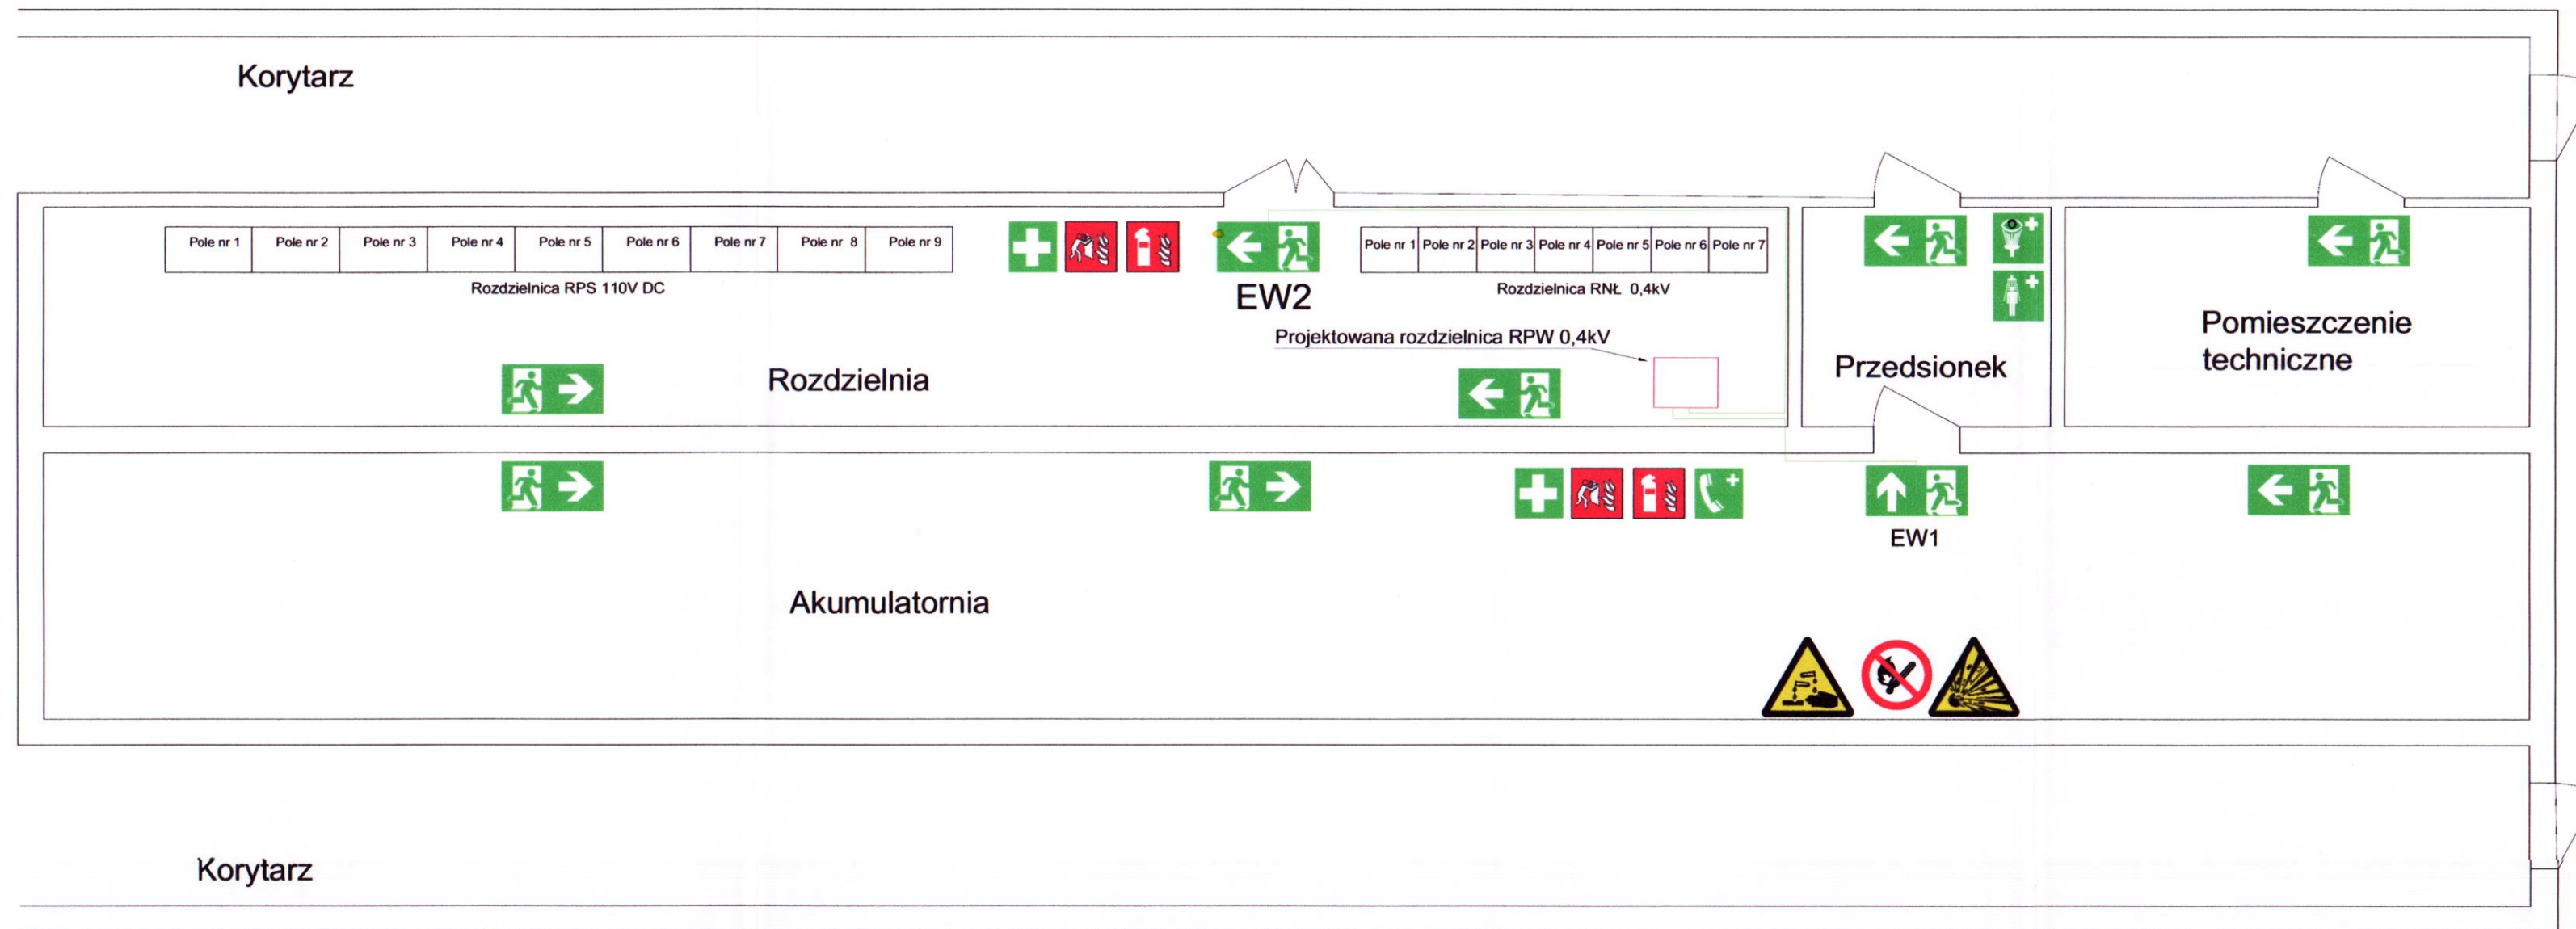 Korytarz
Pole nr 1 Pole nr 2 Pole nr 3 Pole nr 4 Pole nr 5 Pole nr 6 Pole nr 7 Pole nr 8 Pole nr 9
Rozdzielnica RPS 110V DC
EW2
Pole nr 1 Pole nr 2 Pole nr 3 Pole nr 4 Pole nr 5 Pole nr 6 Pole nr 7
Rozdzielnica RNŁ 0,4kV
Projektowana rozdzielnica RPW 0,4kV
Rozdzielnia
Przedsionek
Pomieszczenie
techniczne
EW1
Akumulatornia
Korytarz